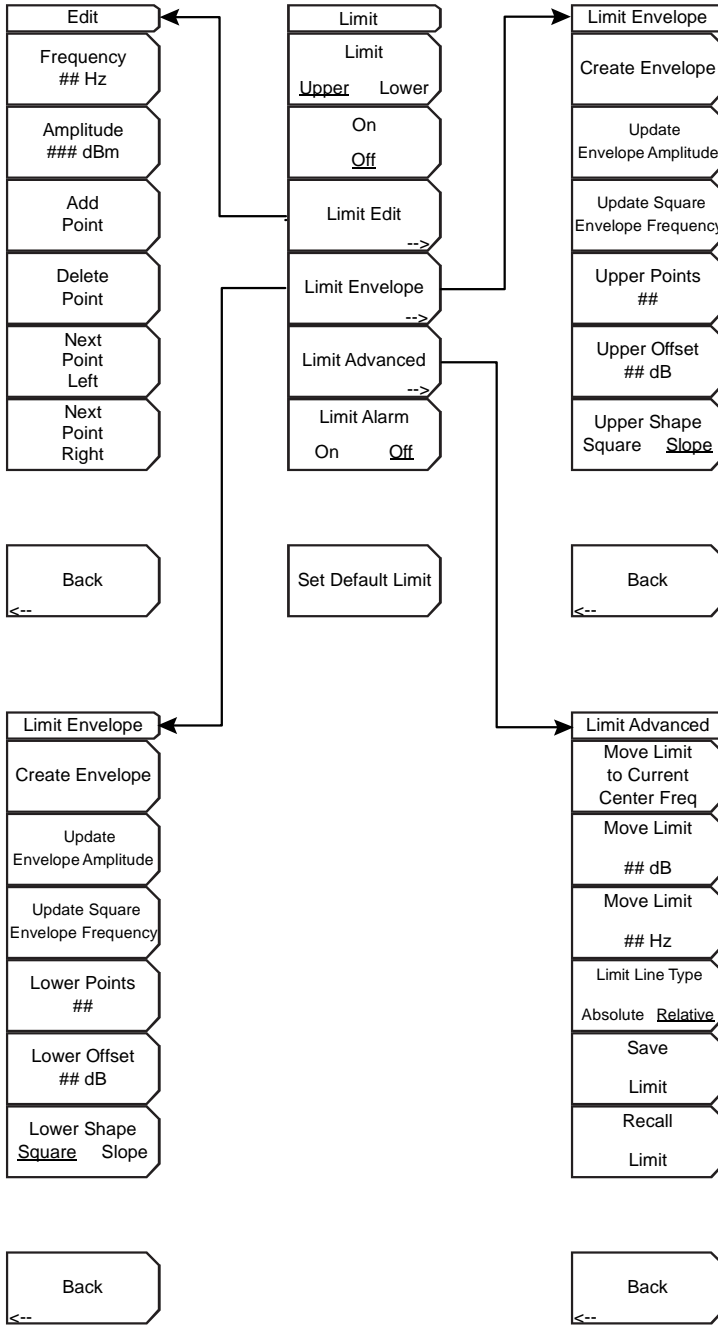 Edit
Frequency
## Hz
Amplitude
### dBm
Add
Point
Delete
Point
Next
Point
Left
Next
Point
Right
Back
<--
Limit
Limit
Upper Lower
On
Off
Limit Edit
-->
Limit Envelope
-->
Limit Advanced
-->
Limit Alarm
On Off
Set Default Limit
Limit Envelope
Create Envelope
Update
Envelope Amplitude
Update Square
Envelope Frequency
Upper Points
##
Upper Offset
## dB
Upper Shape
Square Slope
Back
<--
Limit Envelope
Create Envelope
Update
Envelope Amplitude
Update Square
Envelope Frequency
Lower Points
##
Lower Offset
## dB
Lower Shape
Square Slope
Back
<--
Limit Advanced
Move Limit
to Current
Center Freq
Move Limit
## dB
Move Limit
## Hz
Limit Line Type
Absolute Relative
Save
Limit
Recall
Limit
Back
<--